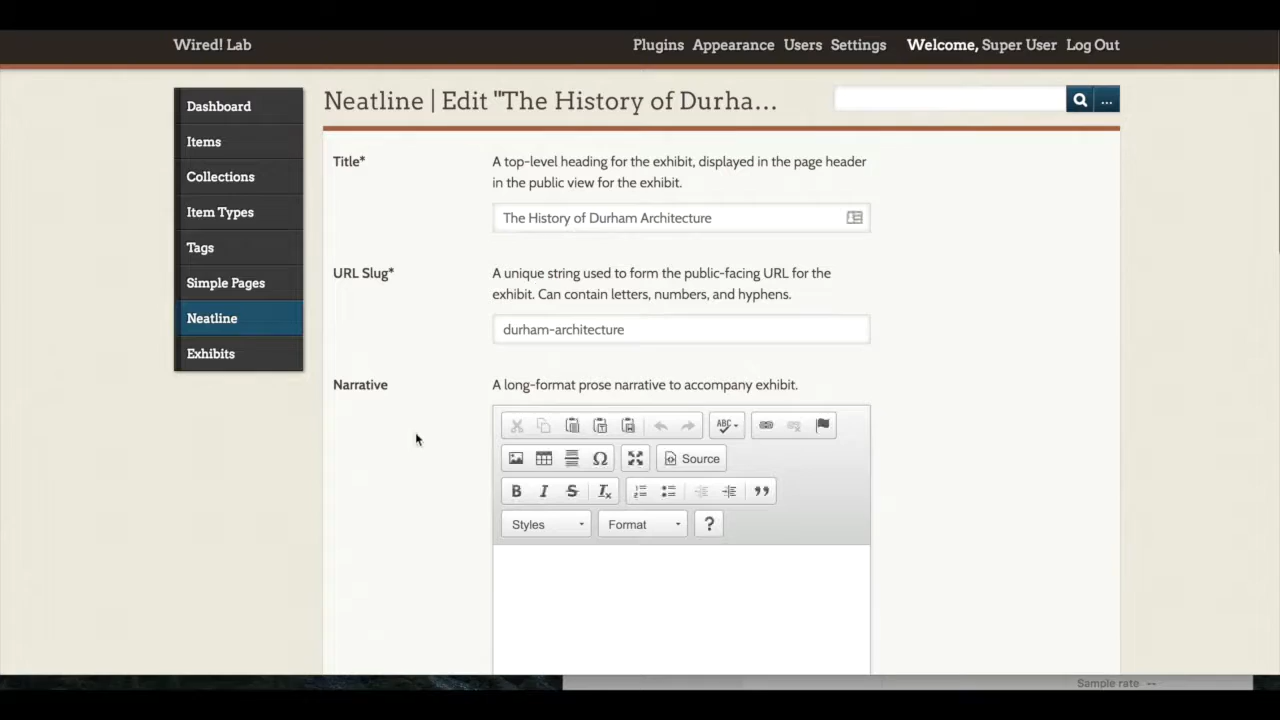 Wired! Lab
Plugins Appearance Users Settings Welcome, Super User Log Out
Neatline | Edit "The History of Durha...
...
Dashboard
Items
Collections
Item Types
Tags
Simple Pages
Neatline
Exhibits
Title*
A top-level heading for the exhibit, displayed in the page header
in the public view for the exhibit.
The History of Durham Architecture
URL Slug*
A unique string used to form the public-facing URL for the
exhibit. Can contain letters, numbers, and hyphens.
durham-architecture
Narrative
A long-format prose narrative to accompany exhibit.
ABC
Ω Source
B I S Tx
Styles Format ?
Sample rate --